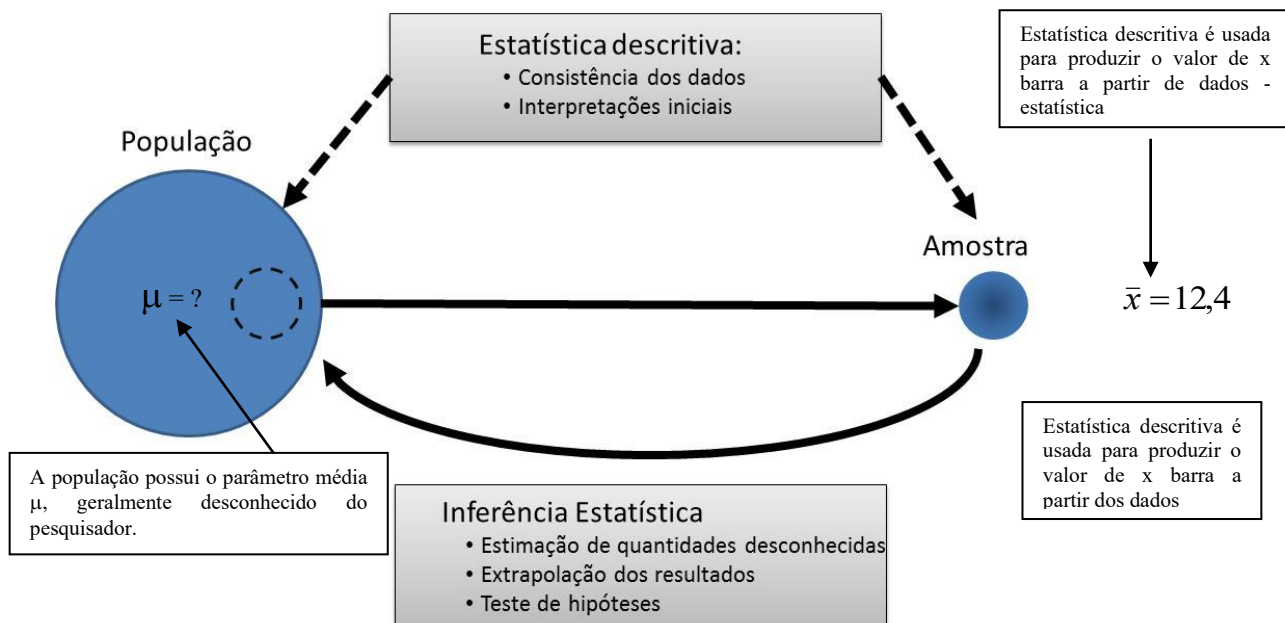 Estatística descritiva:
• Consistência dos dados
• Interpretações iniciais
Estatística descritiva é usada
para produzir o valor de x
barra a partir de dados -
estatística
População
Amostra
μ = ?
x̄ = 12,4
A população possui o parâmetro média
μ, geralmente desconhecido do
pesquisador.
Estatística descritiva é
usada para produzir o
valor de x barra a
partir dos dados
Inferência Estatística
• Estimação de quantidades desconhecidas
• Extrapolação dos resultados
• Teste de hipóteses